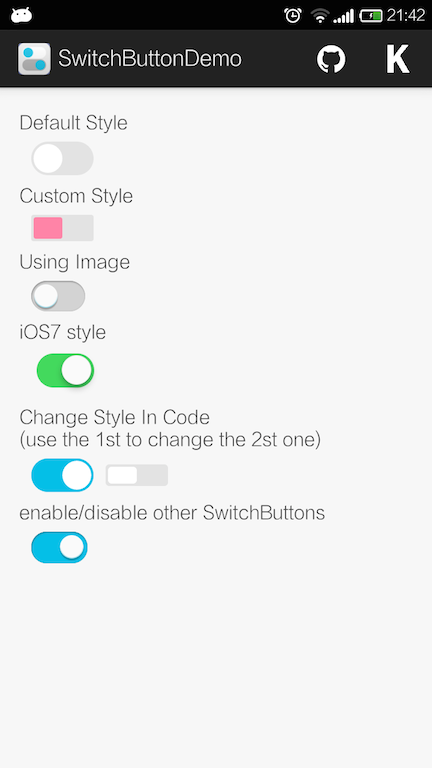 21:42
SwitchButtonDemo K
Default Style
Custom Style
Using Image
iOS7 style
Change Style In Code
(use the 1st to change the 2st one)
enable/disable other SwitchButtons